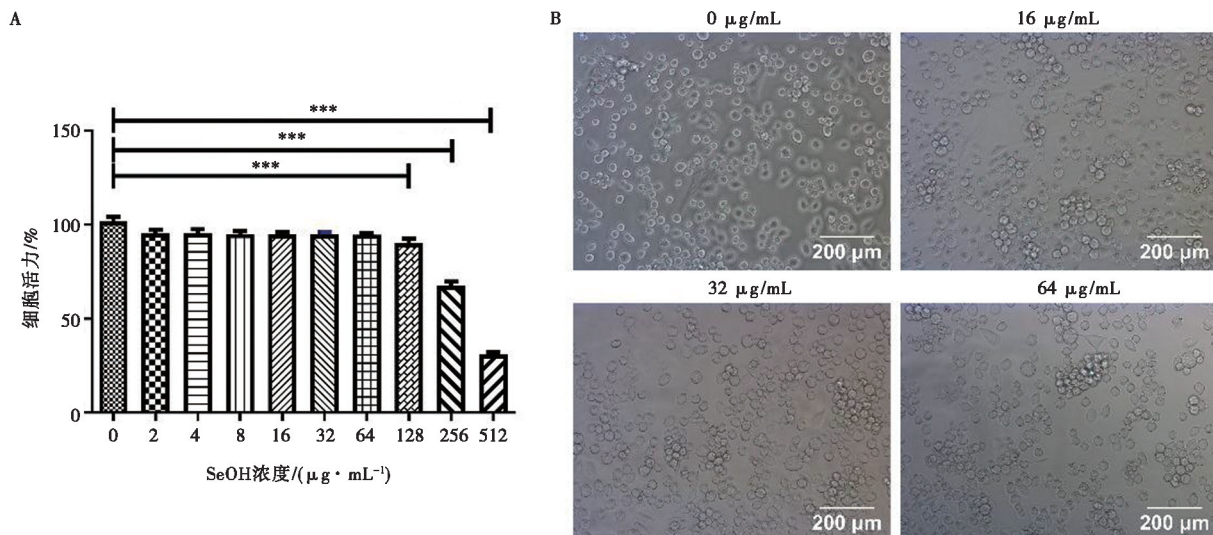 A
***
***
***
150
100
50
0
细胞活力/%
0 2 4 8 16 32 64 128 256 512
SeOH浓度/(μg·mL⁻¹)
B
0 μg/mL
16 μg/mL
200 μm
200 μm
32 μg/mL
64 μg/mL
200 μm
200 μm